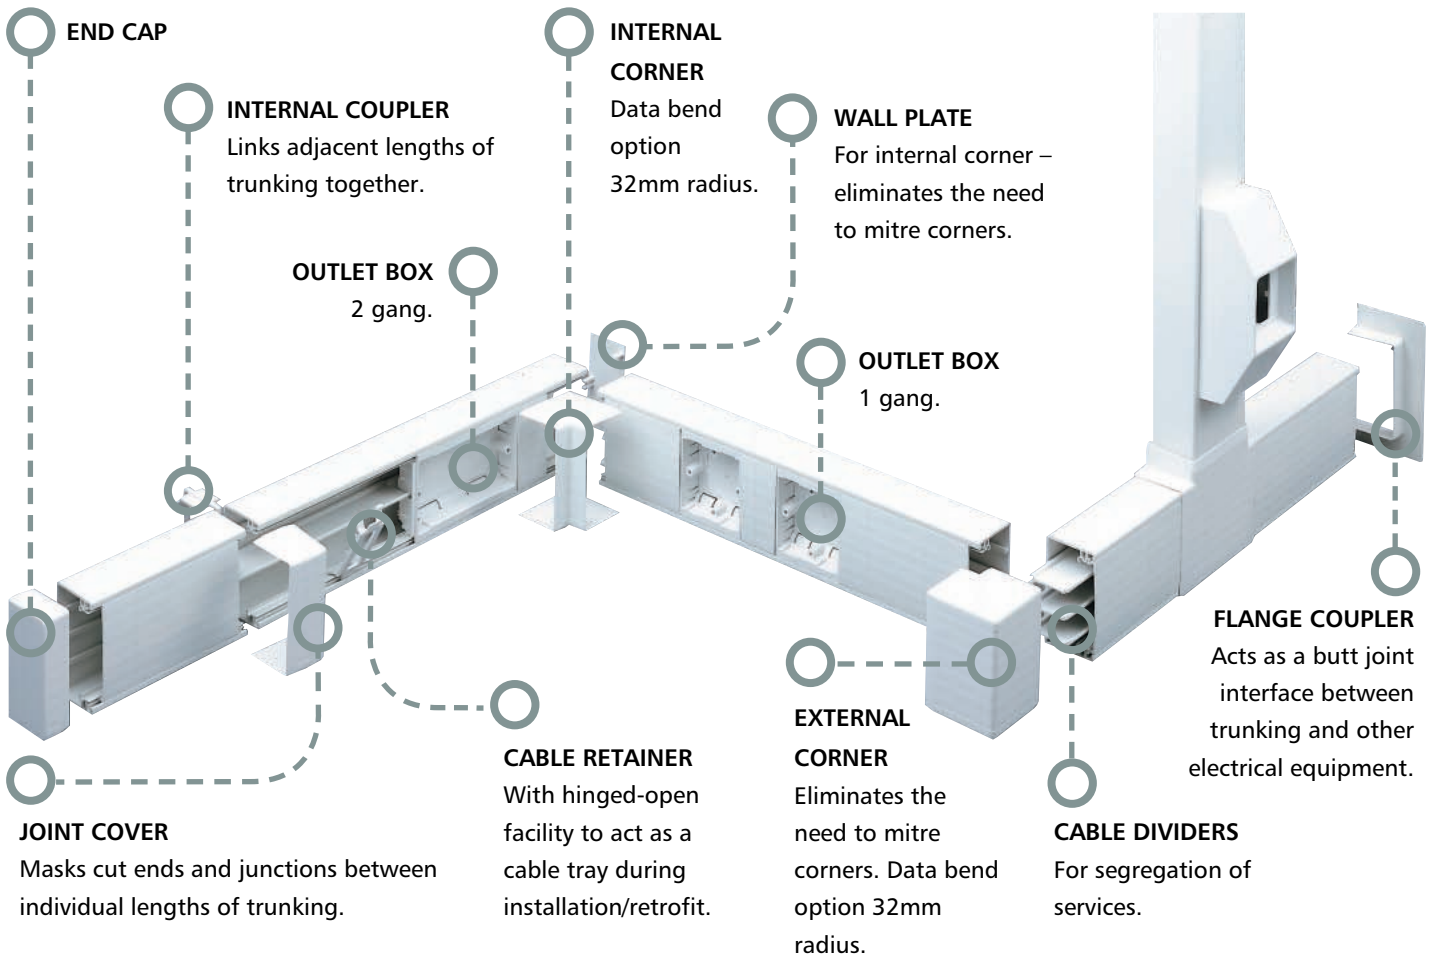 END CAP
INTERNAL COUPLER
Links adjacent lengths of
trunking together.
OUTLET BOX
2 gang.
INTERNAL
CORNER
Data bend
option
32mm radius.
WALL PLATE
For internal corner –
eliminates the need
to mitre corners.
OUTLET BOX
1 gang.
FLANGE COUPLER
Acts as a butt joint
interface between
trunking and other
electrical equipment.
JOINT COVER
Masks cut ends and junctions between
individual lengths of trunking.
CABLE RETAINER
With hinged-open
facility to act as a
cable tray during
installation/retrofit.
EXTERNAL
CORNER
Eliminates the
need to mitre
corners. Data bend
option 32mm
radius.
CABLE DIVIDERS
For segregation of
services.